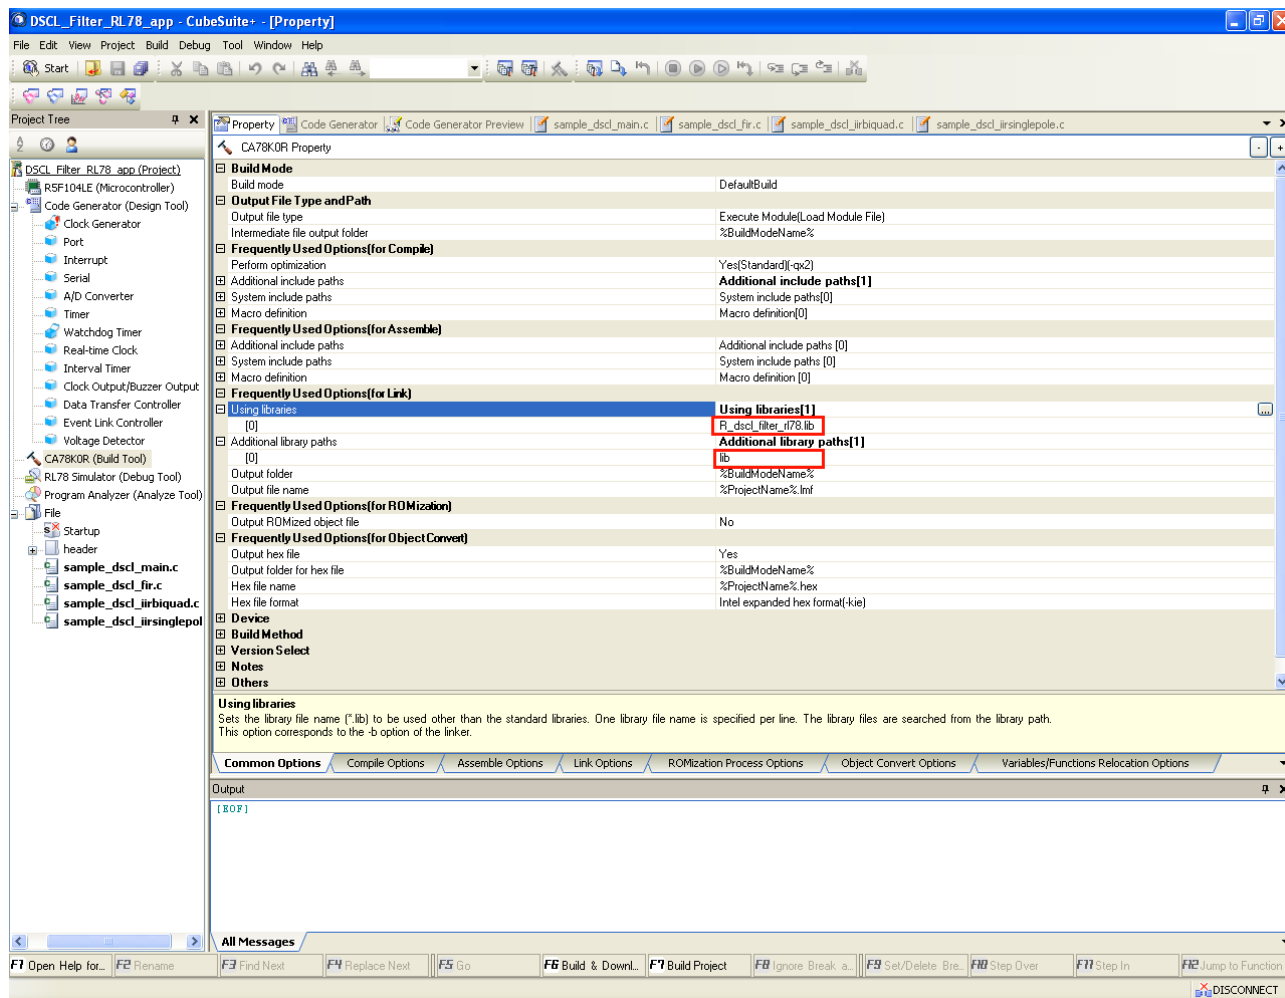 DSCL_Filter_RL78_app - CubeSuite+ - [Property]
File Edit View Project Build Debug Tool Window Help
Start
Project Tree
Property Code Generator Code Generator Preview sample_dscl_main.c sample_dscl_fir.c sample_dscl_iirbiquad.c sample_dscl_iirsinglepole.c
DSCL_Filter_RL78_app (Project)
R5F104LE (Microcontroller)
Code Generator (Design Tool)
Clock Generator
Port
Interrupt
Serial
A/D Converter
Timer
Watchdog Timer
Real-time Clock
Interval Timer
Clock Output/Buzzer Output
Data Transfer Controller
Event Link Controller
Voltage Detector
CA78K0R (Build Tool)
RL78 Simulator (Debug Tool)
Program Analyzer (Analyze Tool)
File
Startup
header
sample_dscl_main.c
sample_dscl_fir.c
sample_dscl_iirbiquad.c
sample_dscl_iirsinglepol
CA78K0R Property
Build Mode
Build mode DefaultBuild
Output File Type and Path
Output file type Execute Module(Load Module File)
Intermediate file output folder %BuildModeName%
Frequently Used Options(for Compile)
Perform optimization Yes(Standard)(-qx2)
Additional include paths Additional include paths[1]
System include paths System include paths[0]
Macro definition Macro definition[0]
Frequently Used Options(for Assemble)
Additional include paths Additional include paths [0]
System include paths System include paths [0]
Macro definition Macro definition [0]
Frequently Used Options(for Link)
Using libraries Using libraries[1]
[0] R_dscl_filter_rl78.lib
Additional library paths Additional library paths[1]
[0] lib
Output folder %BuildModeName%
Output file name %ProjectName%.lmf
Frequently Used Options(for ROMization)
Output ROMized object file No
Frequently Used Options(for Object Convert)
Output hex file Yes
Output folder for hex file %BuildModeName%
Hex file name %ProjectName%.hex
Hex file format Intel expanded hex format(-kie)
Device
Build Method
Version Select
Notes
Others
Using libraries
Sets the library file name (*.lib) to be used other than the standard libraries. One library file name is specified per line. The library files are searched from the library path.
This option corresponds to the -b option of the linker.
Common Options Compile Options Assemble Options Link Options ROMization Process Options Object Convert Options Variables/Functions Relocation Options
Output
[EOF]
All Messages
F1 Open Help for... F2 Rename F3 Find Next F4 Replace Next F5 Go F6 Build & Downl... F7 Build Project F8 Ignore Break a... F9 Set/Delete Bre... F10 Step Over F11 Step In F12 Jump to Function
DISCONNECT